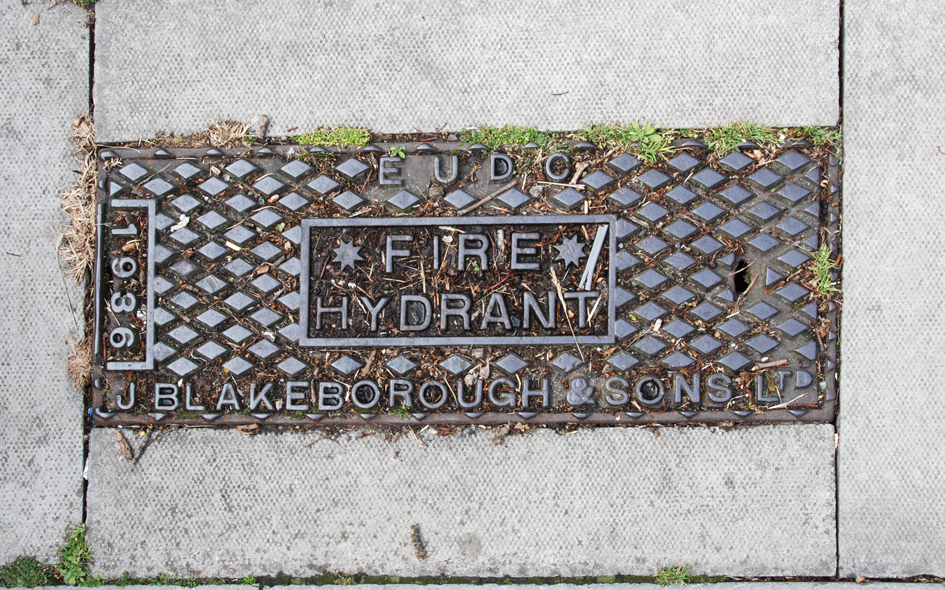 EUDC
1936
FIRE
HYDRANT
J BLAKEBOROUGH & SONS LTD